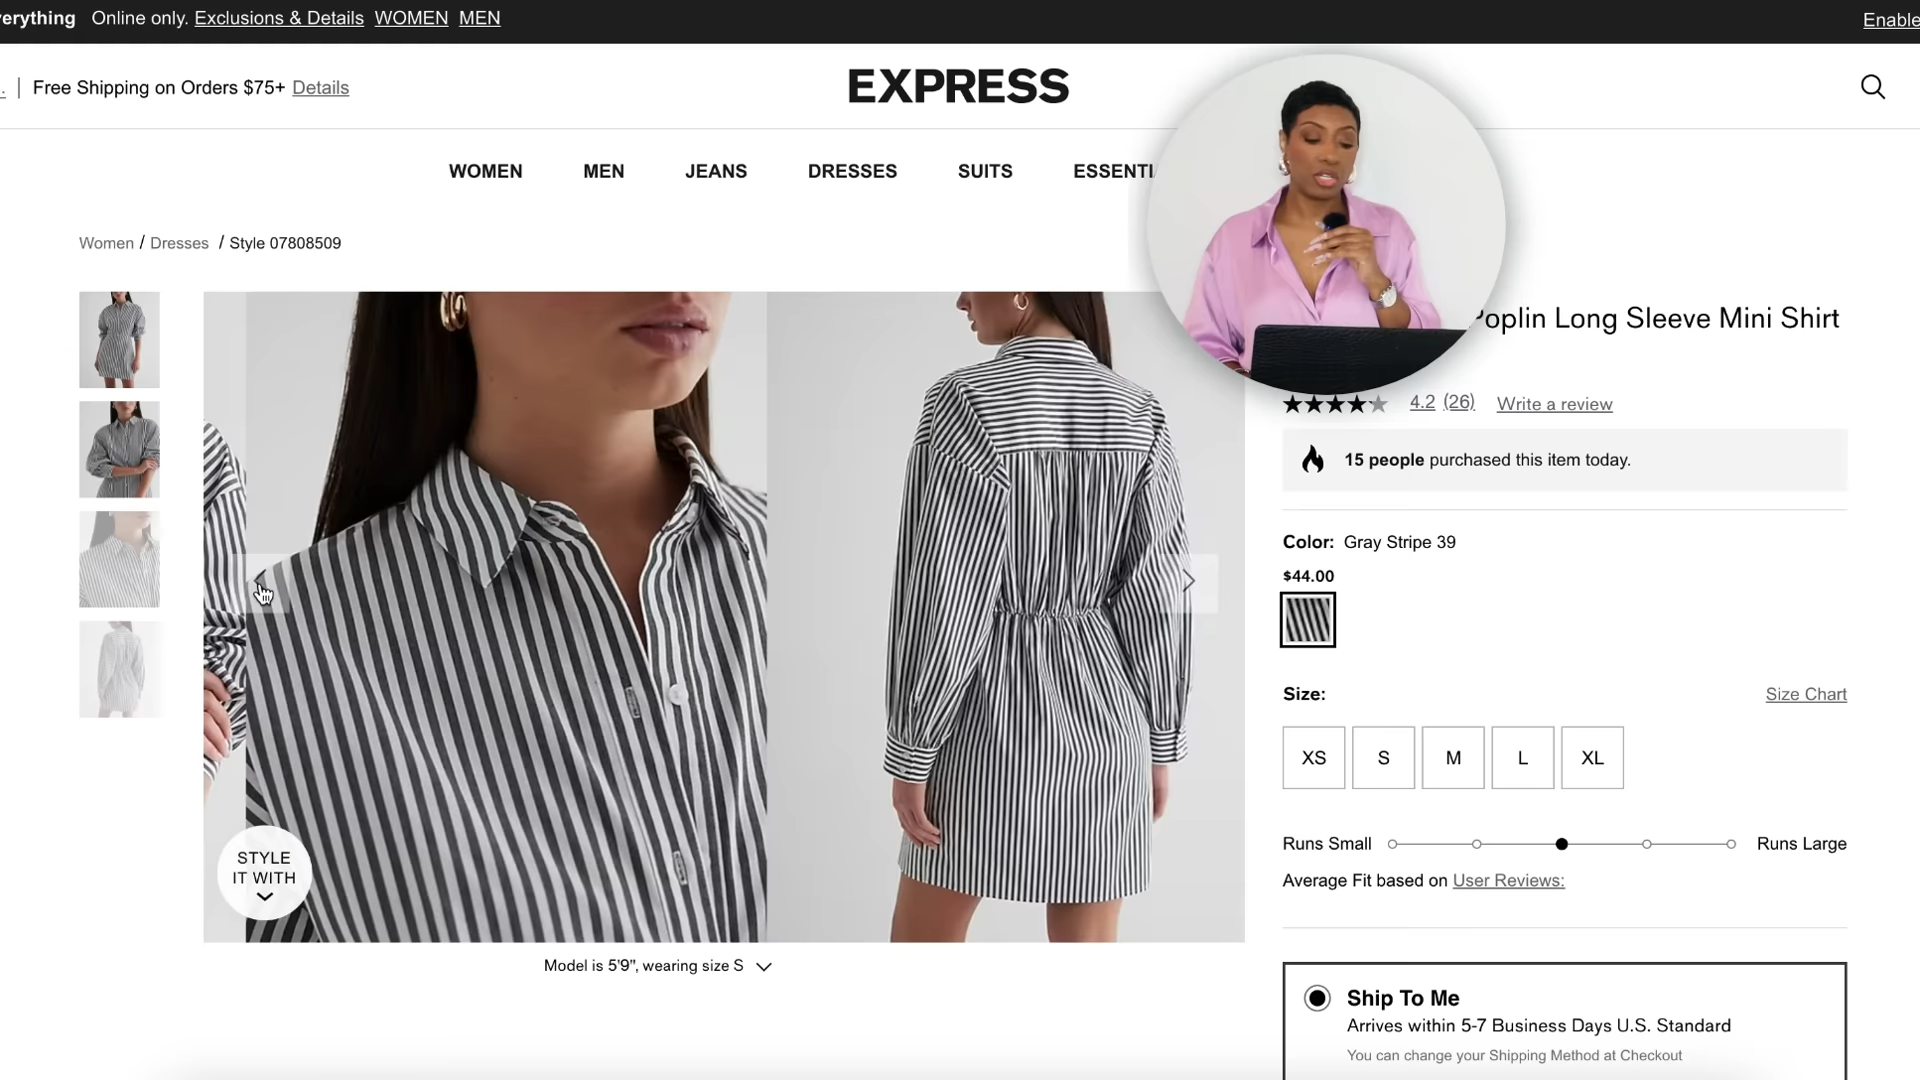 verything Online only. Exclusions & Details WOMEN MEN
Enable
Free Shipping on Orders $75+ Details
EXPRESS
WOMEN MEN JEANS DRESSES SUITS ESSENTI
Women / Dresses / Style 07808509
Poplin Long Sleeve Mini Shirt
4.2 (26) Write a review
15 people purchased this item today.
Color: Gray Stripe 39
$44.00
Size: Size Chart
XS S M L XL
Runs Small Runs Large
Average Fit based on User Reviews:
STYLE
IT WITH
Model is 5'9", wearing size S
Ship To Me
Arrives within 5-7 Business Days U.S. Standard
You can change your Shipping Method at Checkout